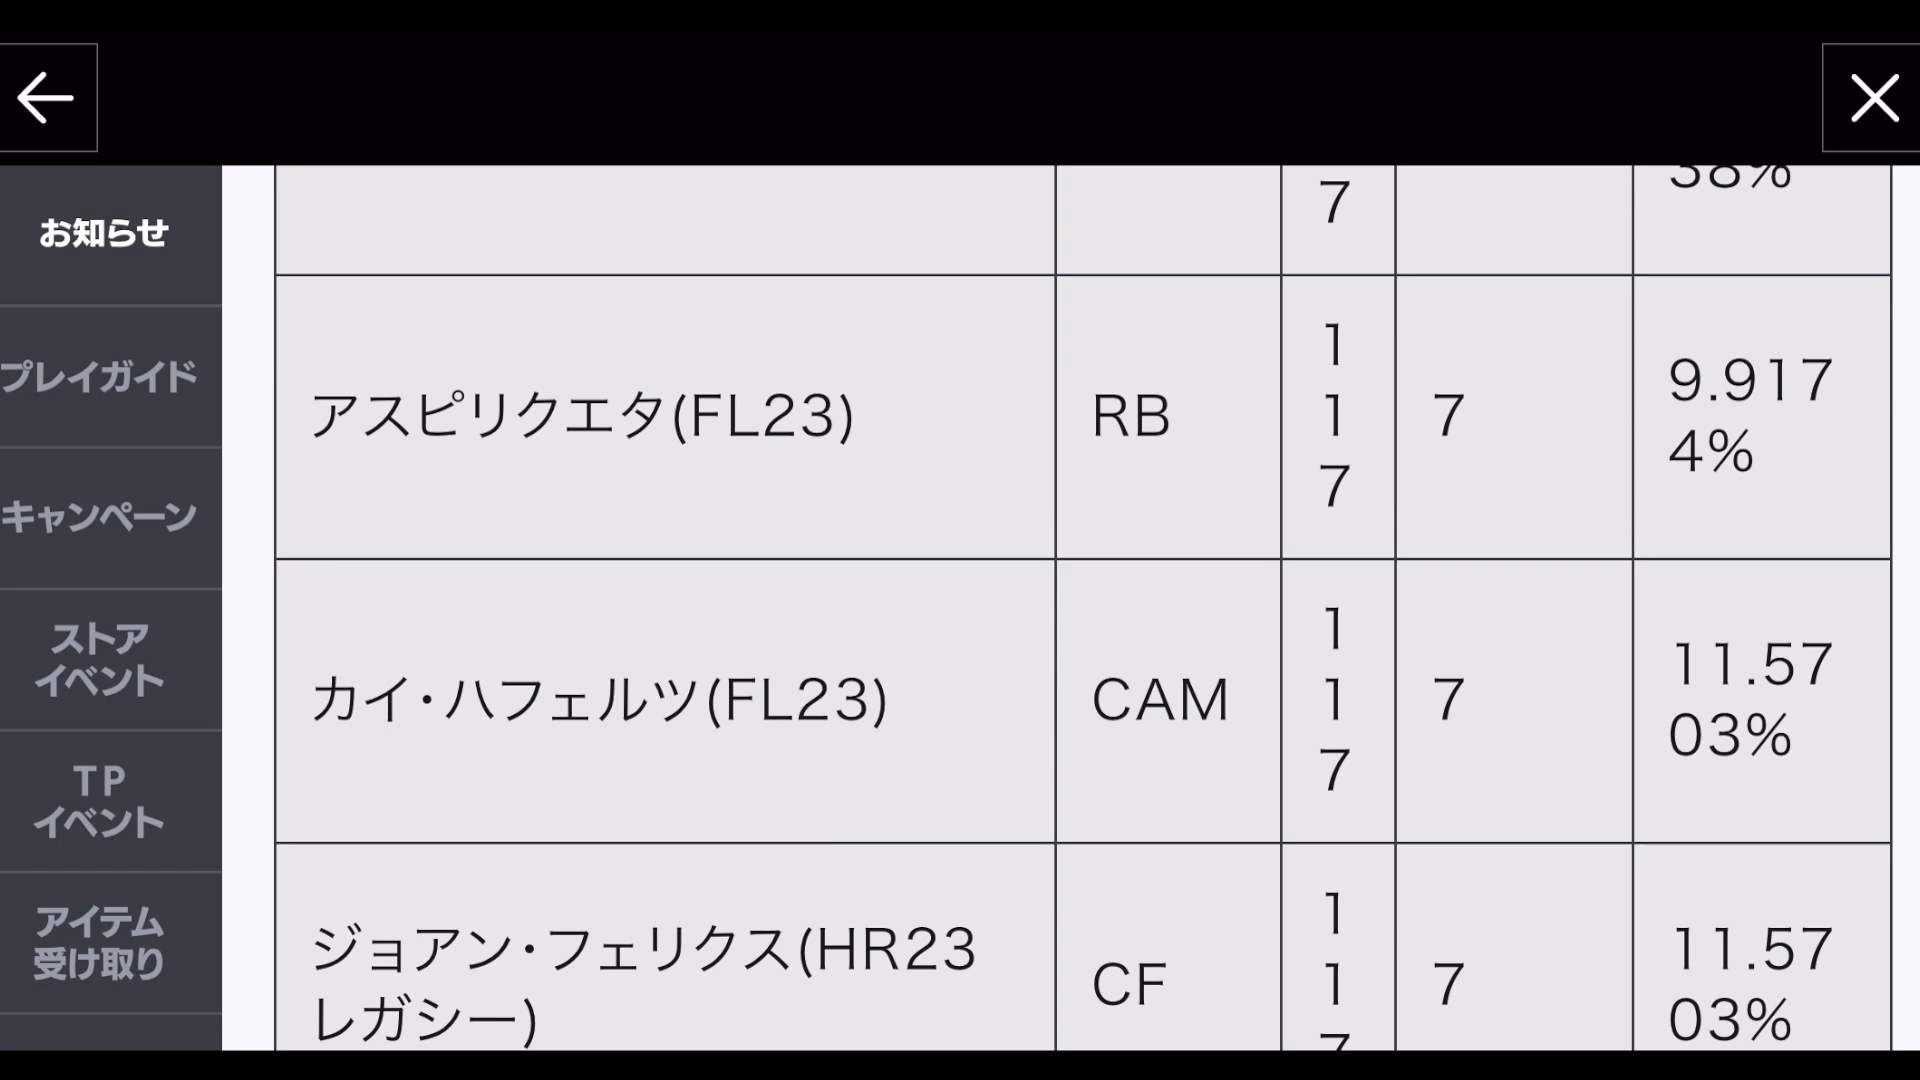 お知らせ
プレイガイド
キャンペーン
ストア
イベント
TP
イベント
アイテム
受け取り
7
38%
アスピリクエタ(FL23)
RB
1
1
7
7
9.917
4%
カイ・ハフェルツ(FL23)
CAM
1
1
7
7
11.57
03%
ジョアン・フェリクス(HR23
レガシー)
CF
1
1
7
7
11.57
03%